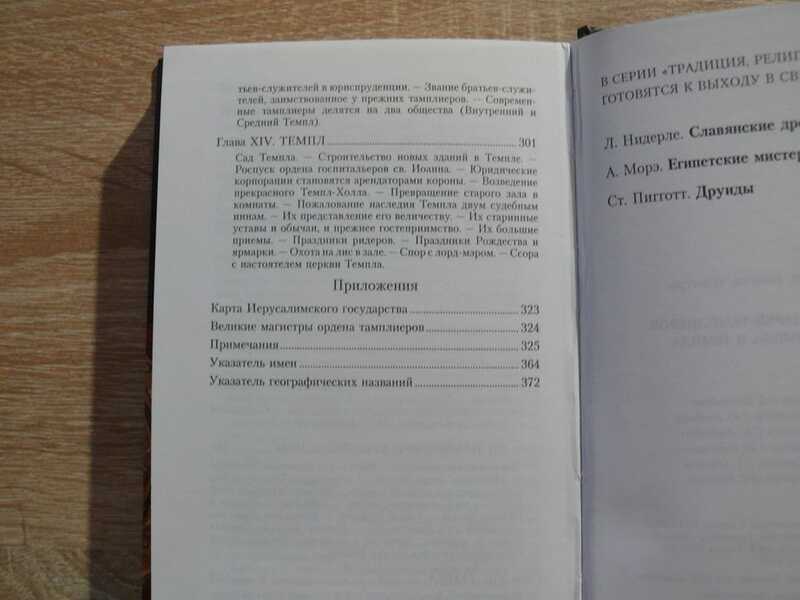 тьев-служителей в юриспруденции. — Звание братьев-служи-
телей, заимствованое у прежних тамплиеров. — Современ-
ные тамплиеры делятся на два общества (Внутренний и
Средний Темпл).
Глава XIV. ТЕМПЛ 301
Сад Темпла. — Строительство новых зданий в Темпле. —
Роспуск ордена госпитальеров св. Иоанна. — Юридические
корпорации становятся арендаторами короны. — Возведение
прекрасного Темпл-Холла. — Превращение старого зала в
комнаты. — Пожалование наследия Темпла двум судебным
иннам. — Их представление его величеству. — Их старинные
уставы и обычаи, и прежнее гостеприимство. — Их большие
приемы. — Праздники ридеров. — Праздники Рождества и
ярмарки. — Охота на лис в зале. — Спор с лорд-мэром. — Ссора
с настоятелем церкви Темпла.
Приложения
Карта Иерусалимского государства 323
Великие магистры ордена тамплиеров 324
Примечания 325
Указатель имен 364
Указатель географических названий 372
В СЕРИИ «ТРАДИЦИЯ, РЕЛИГ
ГОТОВЯТСЯ К ВЫХОДУ В СВ
Л. Нидерле. Славянские дре
А. Морэ. Египетские мистер
Ст. Пигготт. Друиды